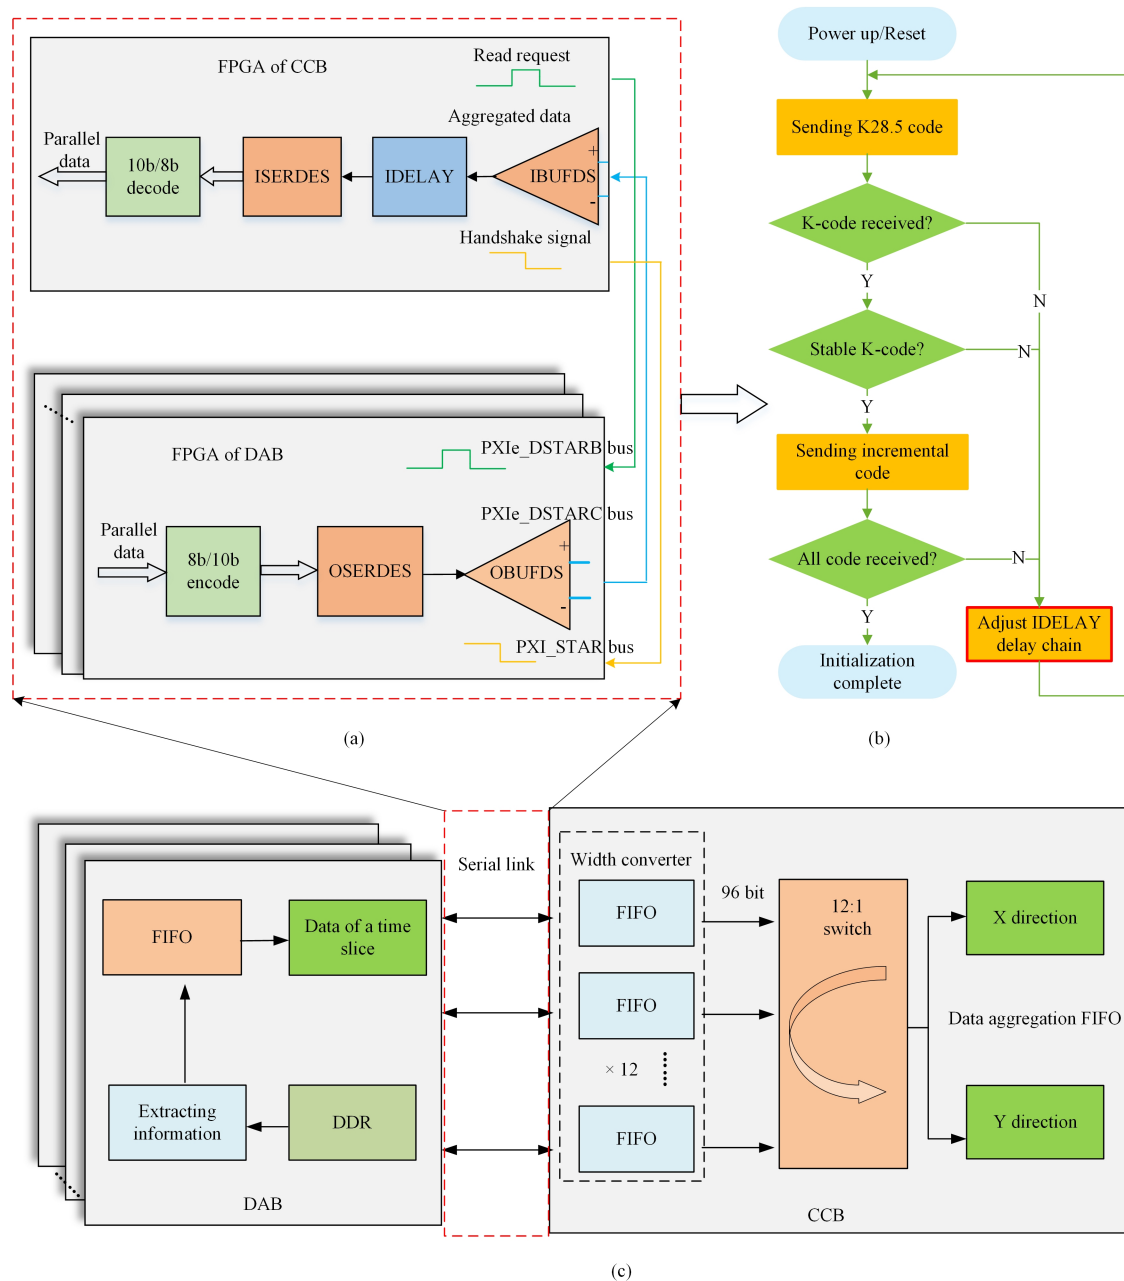 FPGA of CCB
Read request
Aggregated data
Parallel
data
10b/8b
decode
ISERDES
IDELAY
IBUFDS
+
-
Handshake signal
FPGA of DAB
PXIe_DSTARB bus
PXIe_DSTARC bus
Parallel
data
8b/10b
encode
OSERDES
OBUFDS
+
-
PXI_STAR bus
(a)
Power up/Reset
Sending K28.5 code
K-code received?
Y
N
Stable K-code?
N
Y
Sending incremental
code
All code received?
N
Y
Adjust IDELAY
delay chain
Initialization
complete
(b)
FIFO
Data of a time
slice
Extracting
information
DDR
DAB
Serial link
Width converter
FIFO
FIFO
× 12
FIFO
96 bit
12:1
switch
X direction
Data aggregation FIFO
Y direction
CCB
(c)